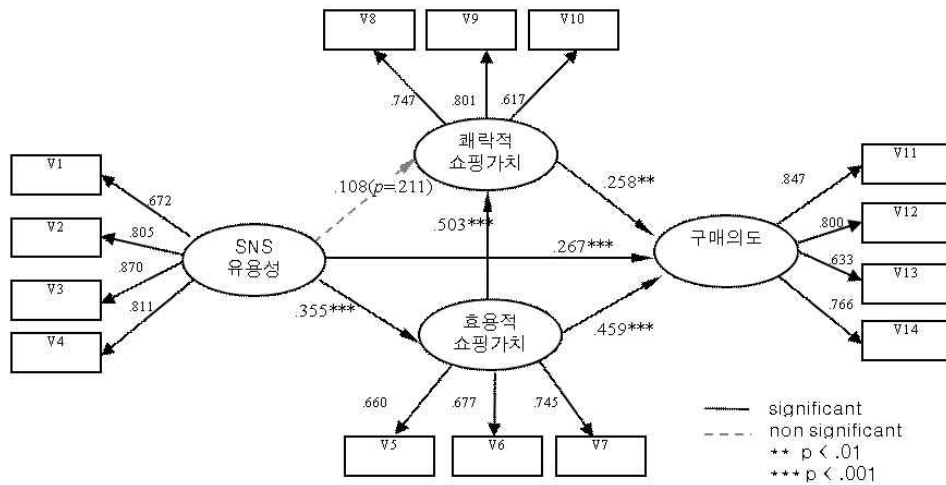 V8
V9
V10
.747
.801
.617
쾌락적
쇼핑가치
V1
V2
V3
V4
.672
.805
.870
.811
SNS
유용성
.108(p=.211)
.503***
.258**
.267***
.355***
.459***
구매의도
.847
.800
.633
.766
V11
V12
V13
V14
효용적
쇼핑가치
.660
.677
.745
V5
V6
V7
significant
non significant
** p < .01
*** p < .001